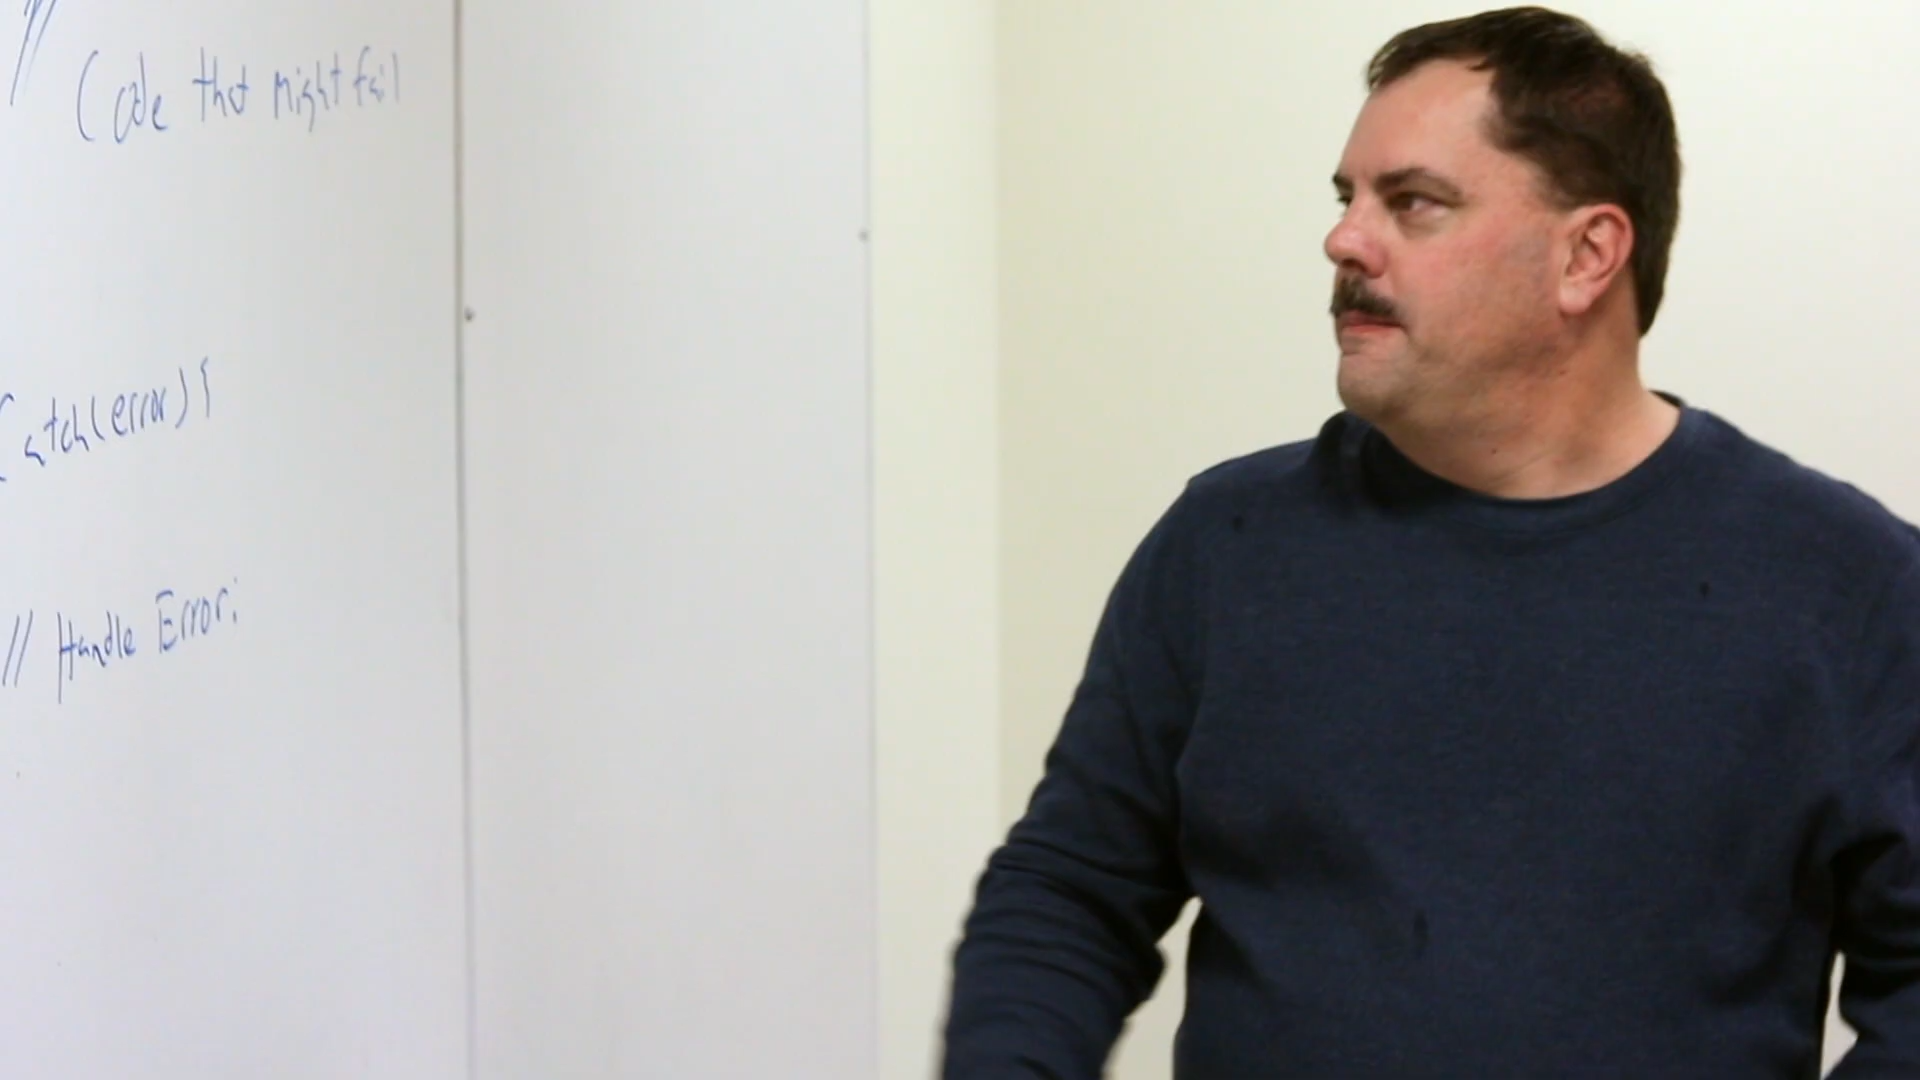 // Code that might fail
Catch(error){
// Handle Error;